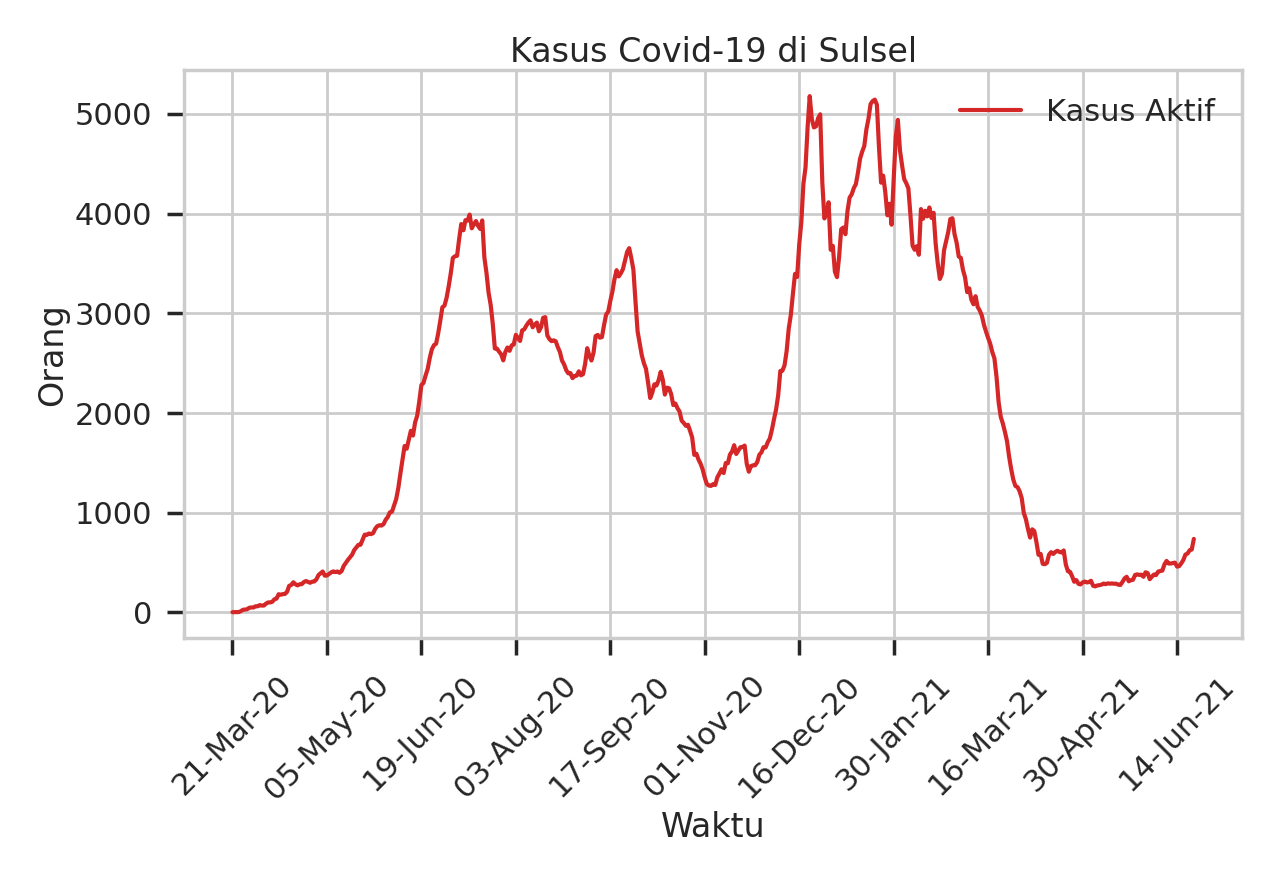 Kasus Covid-19 di Sulsel
Kasus Aktif
Orang
5000
4000
3000
2000
1000
0
21-Mar-20
05-May-20
19-Jun-20
03-Aug-20
17-Sep-20
01-Nov-20
16-Dec-20
30-Jan-21
16-Mar-21
30-Apr-21
14-Jun-21
Waktu